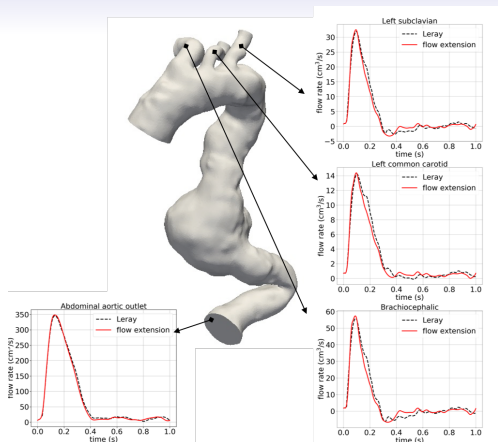 Left subclavian
Leray
flow extension
flow rate (cm³/s)
30
25
20
15
10
5
0
−5
0.0 0.2 0.4 0.6 0.8 1.0
time (s)
Left common carotid
Leray
flow extension
flow rate (cm³/s)
14
12
10
8
6
4
2
0
0.0 0.2 0.4 0.6 0.8 1.0
time (s)
Abdominal aortic outlet
Leray
flow extension
flow rate (cm³/s)
350
300
250
200
150
100
50
0
0.0 0.2 0.4 0.6 0.8 1.0
time (s)
Brachiocephalic
Leray
flow extension
flow rate (cm³/s)
60
50
40
30
20
10
0
0.0 0.2 0.4 0.6 0.8 1.0
time (s)